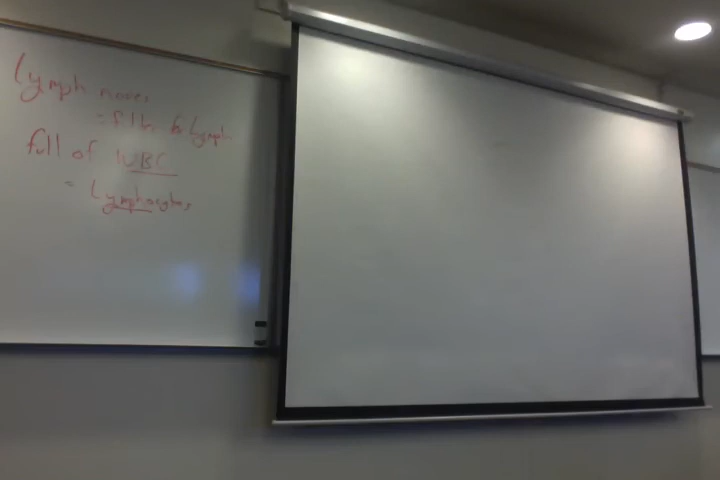 Lymph nodes
= filter for lymph
full of WBC
= Lymphocytes